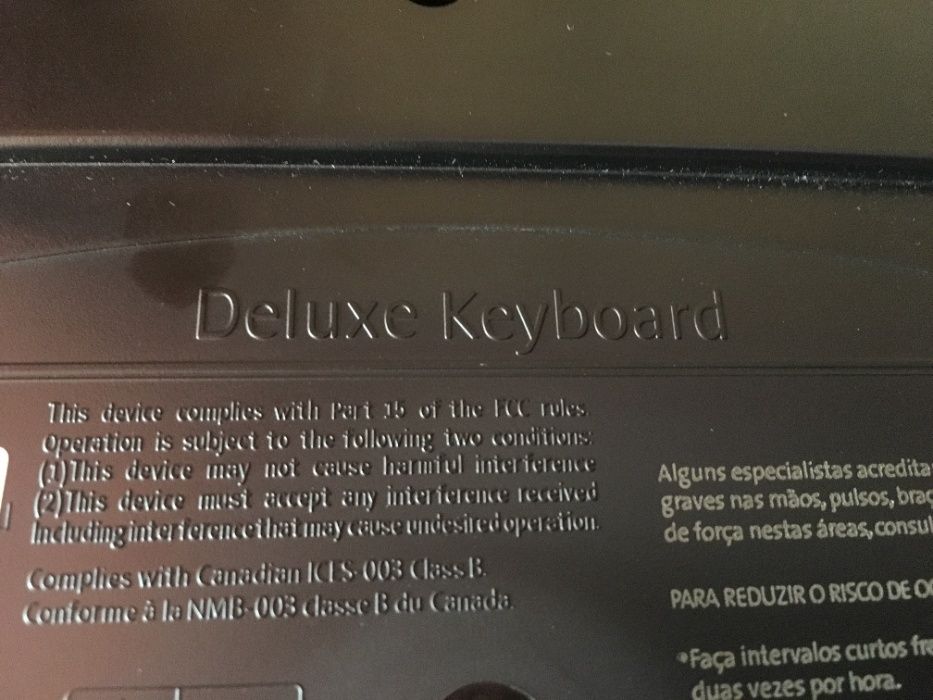 Deluxe Keyboard
This device complies with Part 15 of the FCC rules.
Operation is subject to the following two conditions:
(1)This device may not cause harmful interference
(2)This device must accept any interference received
Including interference that may cause undesired operation.
Complies with Canadian ICES-003 Class B.
Conforme à la NMB-003 classe B du Canada.
Alguns especialistas acredita
graves nas mãos, pulsos, bra
de força nestas áreas, consul
PARA REDUZIR O RISCO DE
•Faça intervalos curtos fre
duas vezes por hora.